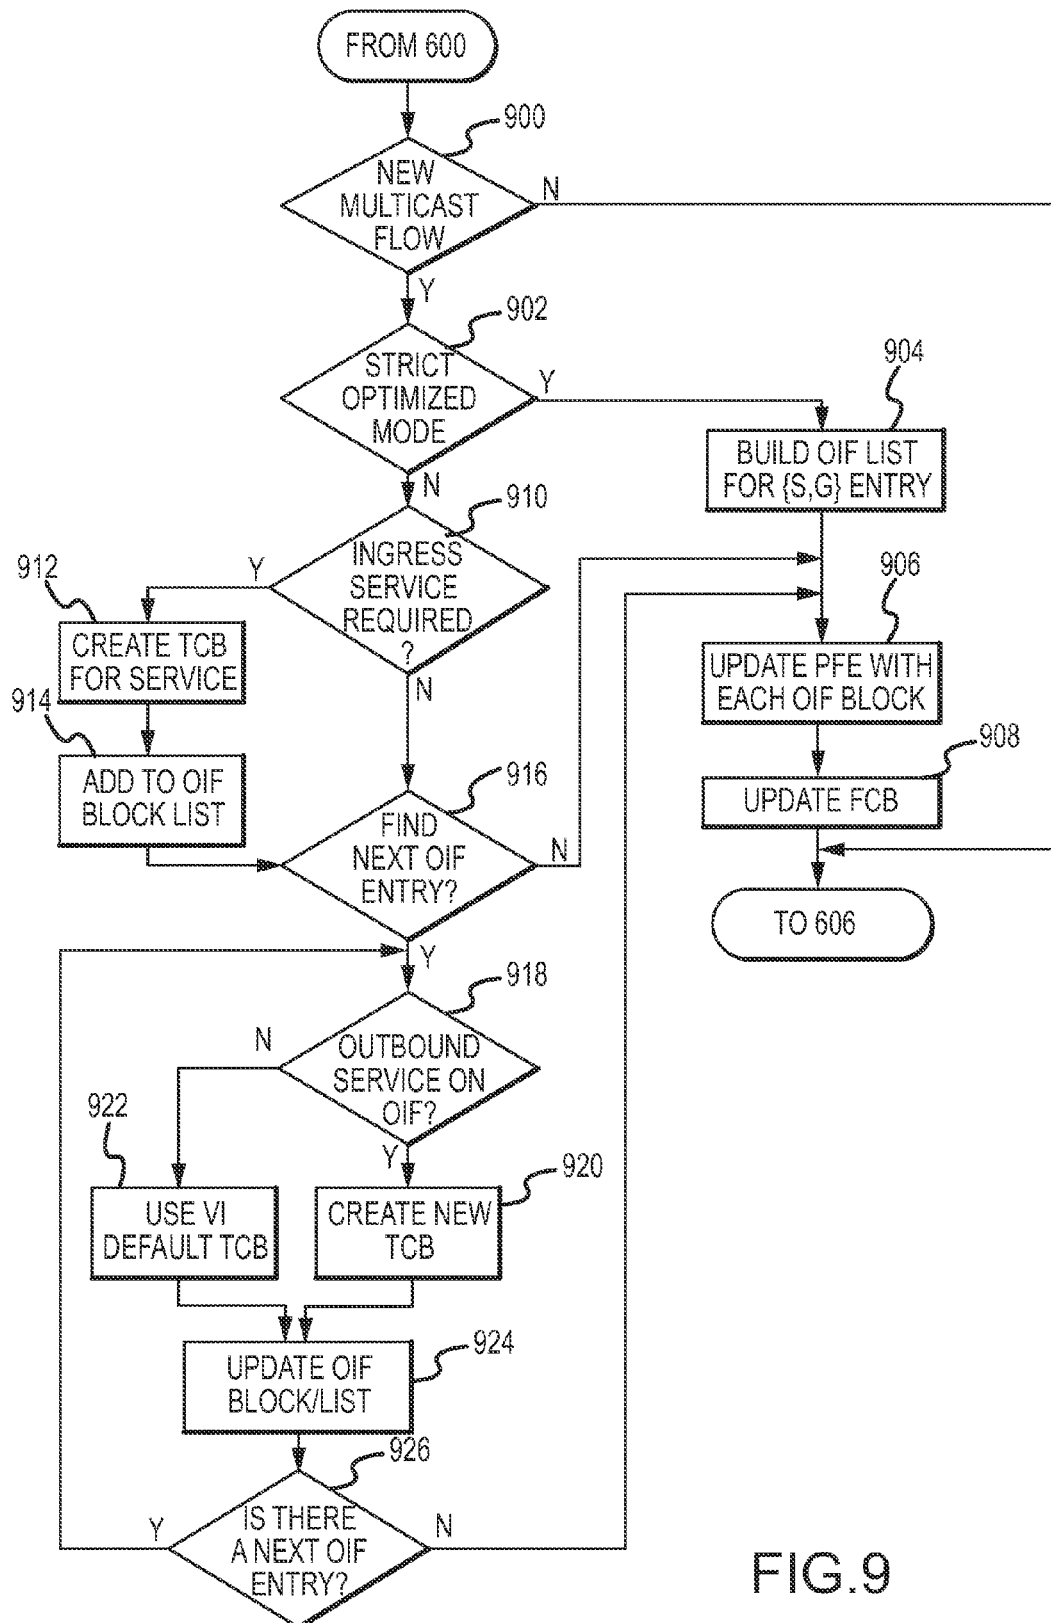 FROM 600
900
NEW
MULTICAST
FLOW
N
Y
902
STRICT
OPTIMIZED
MODE
Y
N
904
BUILD OIF LIST
FOR {S,G} ENTRY
910
INGRESS
SERVICE
REQUIRED
?
Y
N
912
CREATE TCB
FOR SERVICE
914
ADD TO OIF
BLOCK LIST
906
UPDATE PFE WITH
EACH OIF BLOCK
908
UPDATE FCB
916
FIND
NEXT OIF
ENTRY?
N
Y
TO 606
918
OUTBOUND
SERVICE ON
OIF?
N
Y
922
USE VI
DEFAULT TCB
920
CREATE NEW
TCB
924
UPDATE OIF
BLOCK/LIST
926
IS THERE
A NEXT OIF
ENTRY?
Y
N
FIG.9